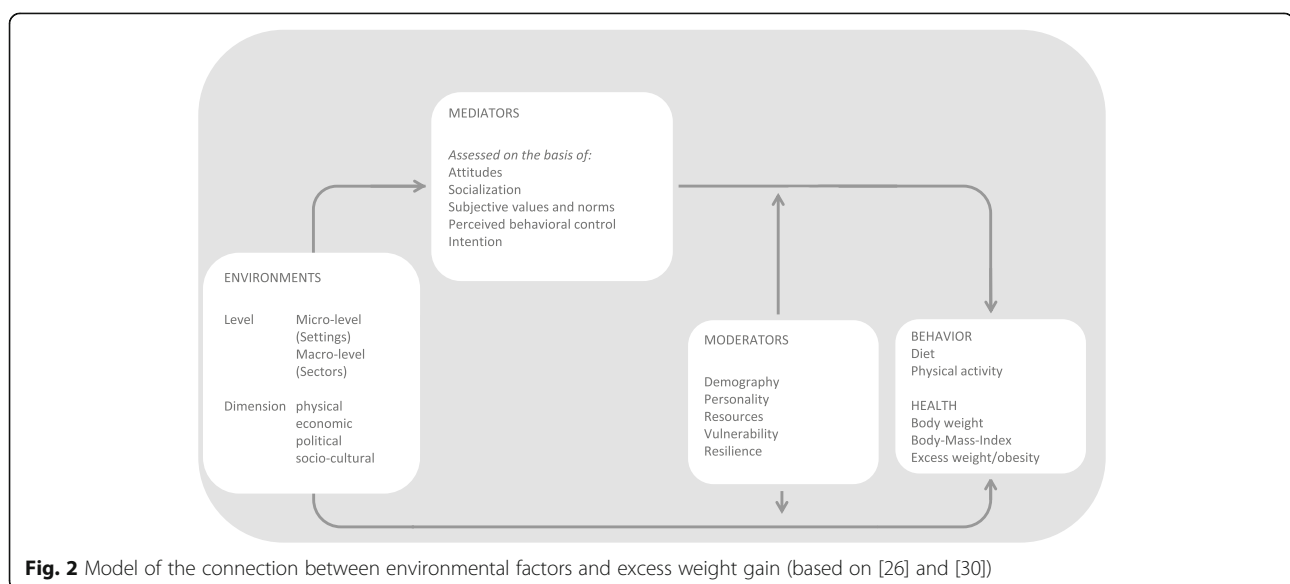 MEDIATORS
Assessed on the basis of:
Attitudes
Socialization
Subjective values and norms
Perceived behavioral control
Intention
ENVIRONMENTS
Level Micro-level
(Settings)
Macro-level
(Sectors)
Dimension physical
economic
political
socio-cultural
MODERATORS
Demography
Personality
Resources
Vulnerability
Resilience
BEHAVIOR
Diet
Physical activity
HEALTH
Body weight
Body-Mass-Index
Excess weight/obesity
Fig. 2 Model of the connection between environmental factors and excess weight gain (based on [26] and [30])